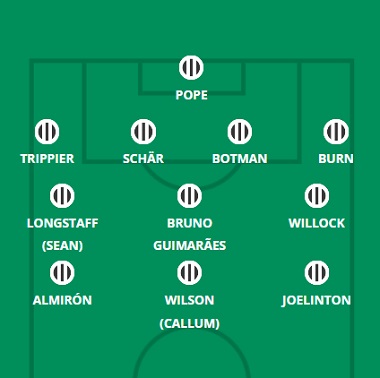 POPE
TRIPPIER SCHÄR BOTMAN BURN
LONGSTAFF BRUNO WILLOCK
(SEAN) GUIMARÃES
ALMIRÓN WILSON JOELINTON
(CALLUM)